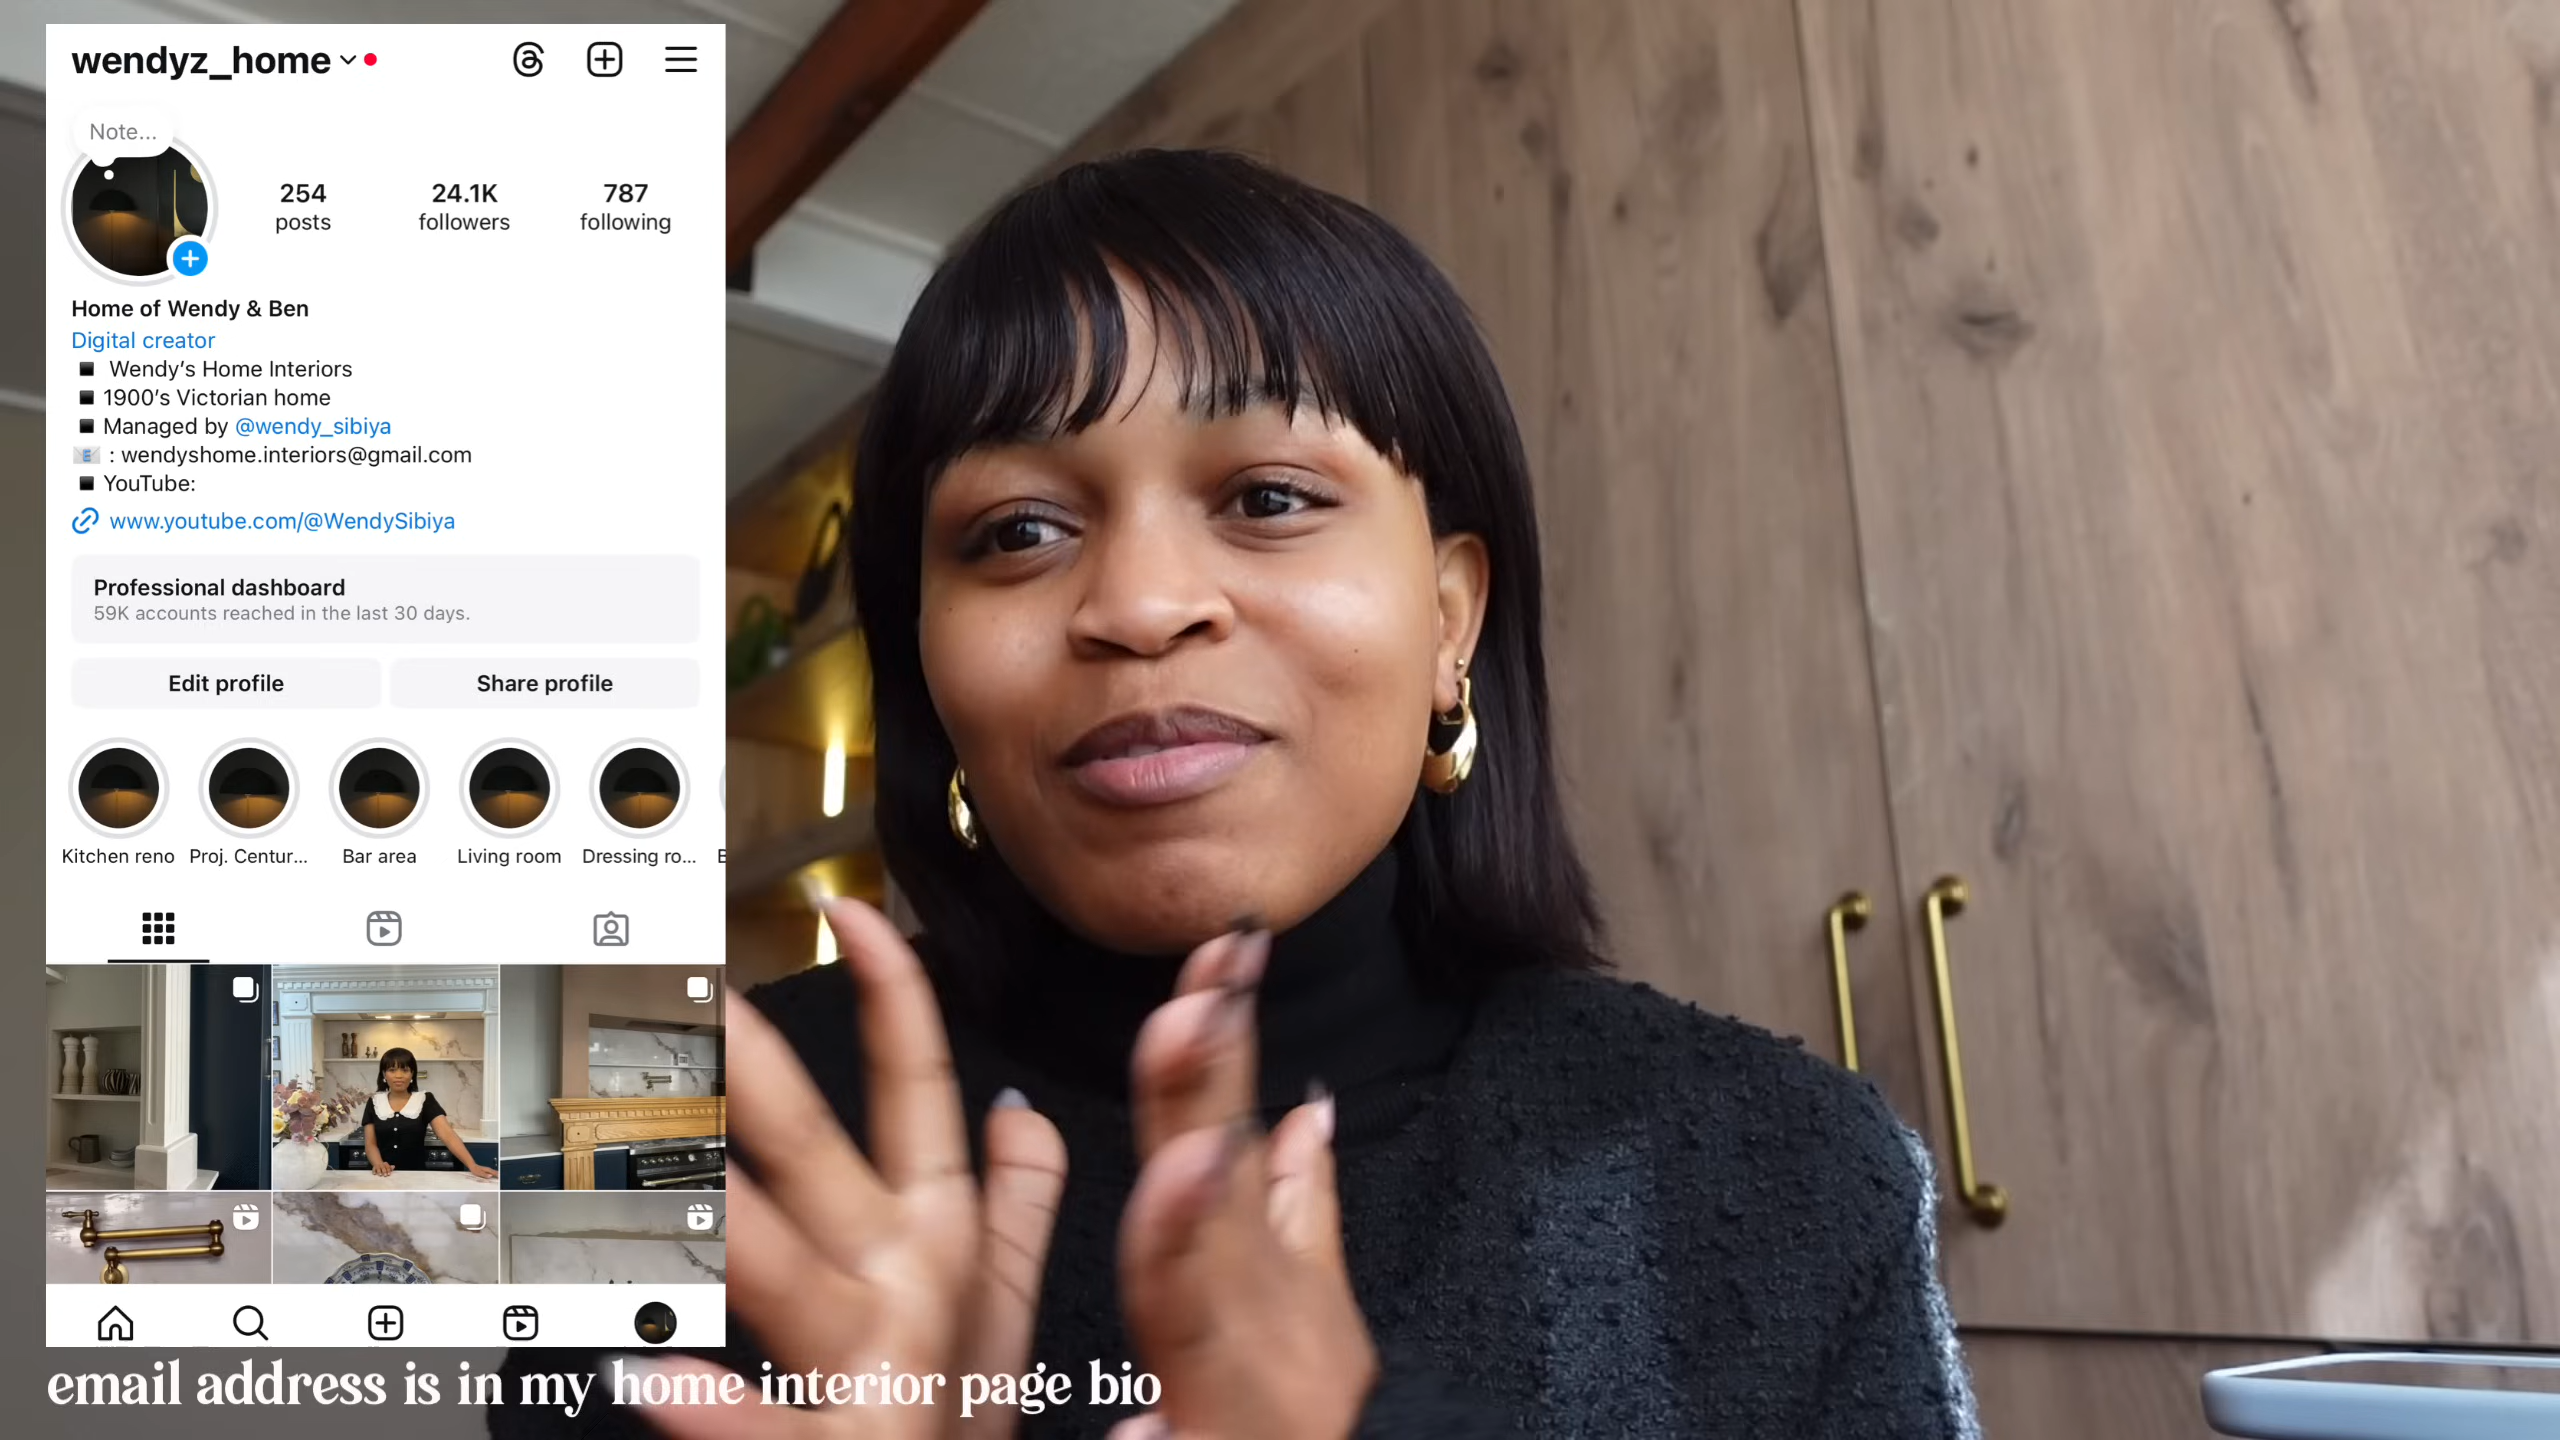 wendyz_home
Note...
254
posts
24.1K
followers
787
following
Home of Wendy & Ben
Digital creator
Wendy's Home Interiors
1900's Victorian home
Managed by @wendy_sibiya
📧 : wendyshome.interiors@gmail.com
YouTube:
www.youtube.com/@WendySibiya
Professional dashboard
59K accounts reached in the last 30 days.
Edit profile
Share profile
Kitchen reno
Proj. Centur...
Bar area
Living room
Dressing ro...
email address is in my home interior page bio